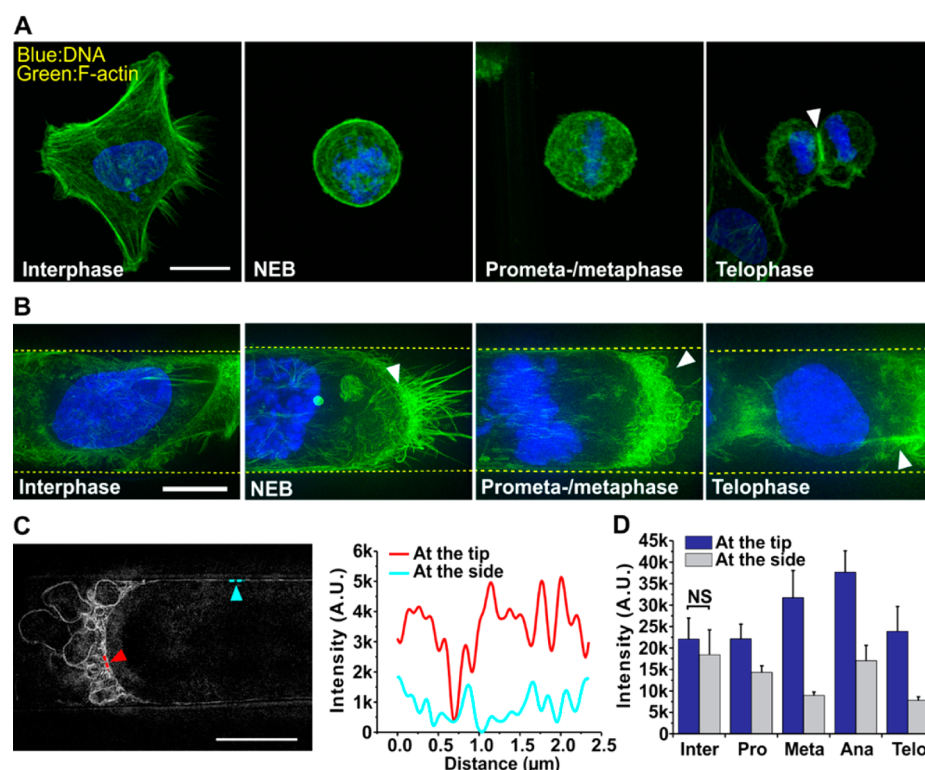 A
Blue:DNA
Green:F-actin
Interphase
NEB
Prometa-/metaphase
Telophase
B
Interphase
NEB
Prometa-/metaphase
Telophase
C
At the tip
At the side
Intensity (A.U.)
6k
5k
4k
3k
2k
1k
0
0.0 0.5 1.0 1.5 2.0 2.5
Distance (μm)
D
At the tip
At the side
NS
Intensity (A.U.)
45k
40k
35k
30k
25k
20k
15k
10k
5k
0
Inter Pro Meta Ana Telo